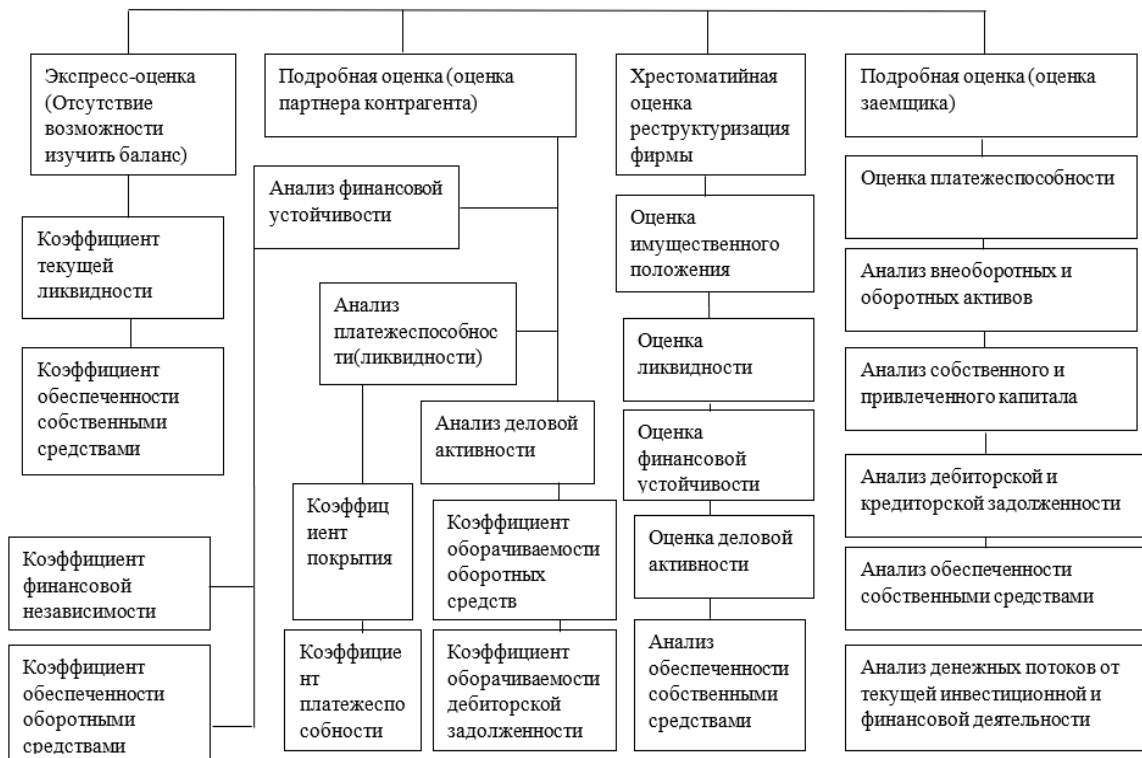 Экспресс-оценка
(Отсутствие
возможности
изучить баланс)
Коэффициент
текущей
ликвидности
Коэффициент
обеспеченности
собственными
средствами
Подробная оценка (оценка
партнера контрагента)
Анализ финансовой
устойчивости
Коэффициент
финансовой
независимости
Коэффициент
обеспеченности
оборотными
средствами
Анализ
платежеспособнос
ти(ликвидности)
Коэффиц
иент
покрытия
Коэффицие
нт
платежеспо
собности
Анализ деловой
активности
Коэффициент
оборачиваемости
оборотных
средств
Коэффициент
оборачиваемости
дебиторской
задолженности
Хрестоматийная
оценка
реструктуризация
фирмы
Оценка
имущественного
положения
Оценка
ликвидности
Оценка
финансовой
устойчивости
Оценка деловой
активности
Анализ
обеспеченности
собственными
средствами
Подробная оценка (оценка
заемщика)
Оценка платежеспособности
Анализ внеоборотных и
оборотных активов
Анализ собственного и
привлеченного капитала
Анализ дебиторской и
кредиторской задолженности
Анализ обеспеченности
собственными средствами
Анализ денежных потоков от
текущей инвестиционной и
финансовой деятельности